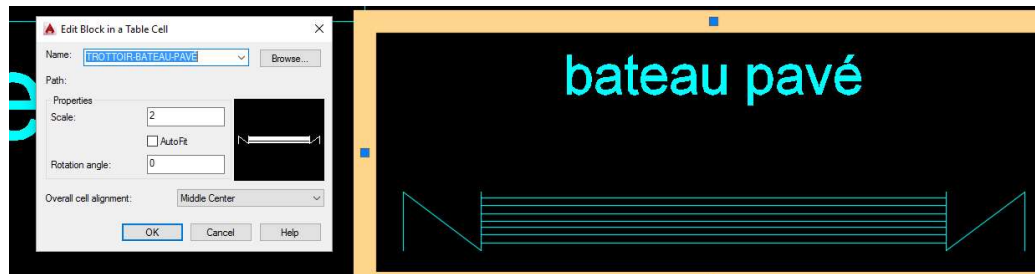 Edit Block in a Table Cell
Name: TROTTOIR-BATEAU-PAVÉ Browse...
Path:
Properties
Scale: 2
AutoFit
Rotation angle: 0
Overall cell alignment: Middle Center
OK Cancel Help
e
bateau pavé